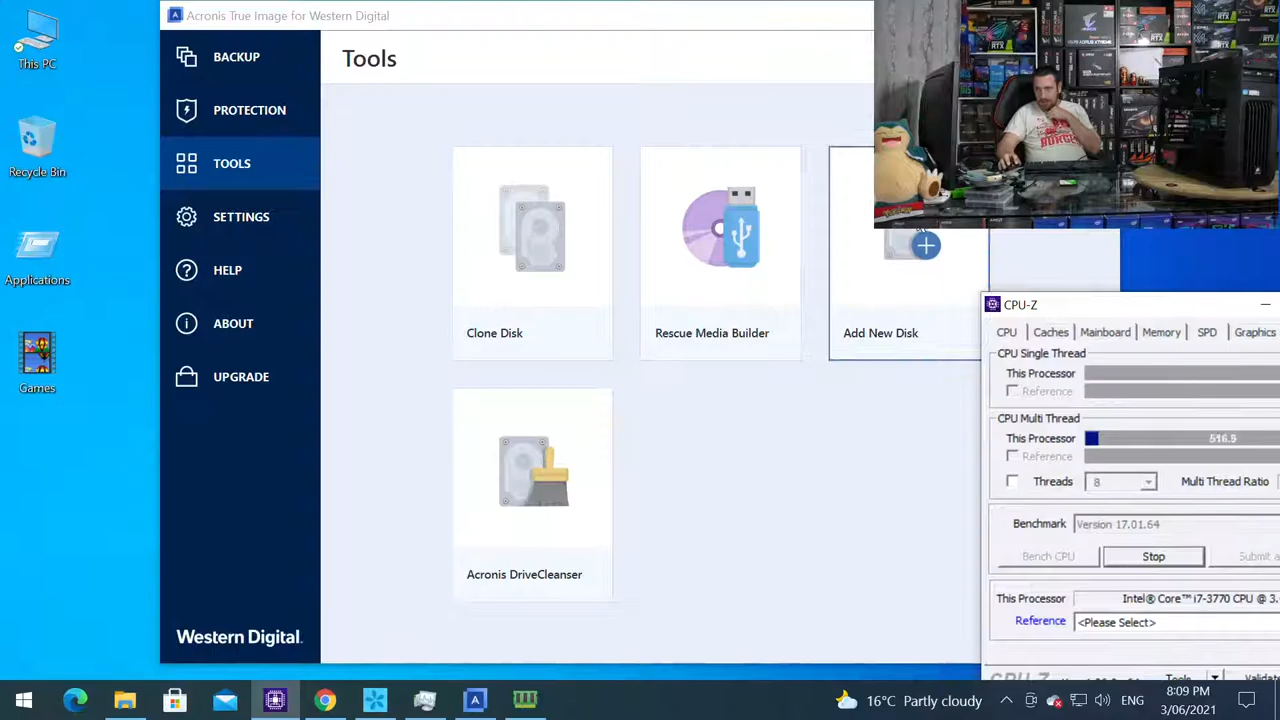 Acronis True Image for Western Digital
This PC
Recycle Bin
Applications
Games
BACKUP
PROTECTION
TOOLS
SETTINGS
HELP
ABOUT
UPGRADE
Western Digital.
Tools
Clone Disk
Rescue Media Builder
Add New Disk
Acronis DriveCleanser
CPU-Z
CPU Caches Mainboard Memory SPD Graphics
CPU Single Thread
This Processor
Reference
CPU Multi Thread
This Processor 516.9
Reference
Threads 8 Multi Thread Ratio
Benchmark Version 17.01.64
Bench CPU Stop Submit a
This Processor Intel® Core™ i7-3770 CPU @ 3.
Reference <Please Select>
CPU-Z Tools Validate
16°C Partly cloudy
ENG
8:09 PM
3/06/2021